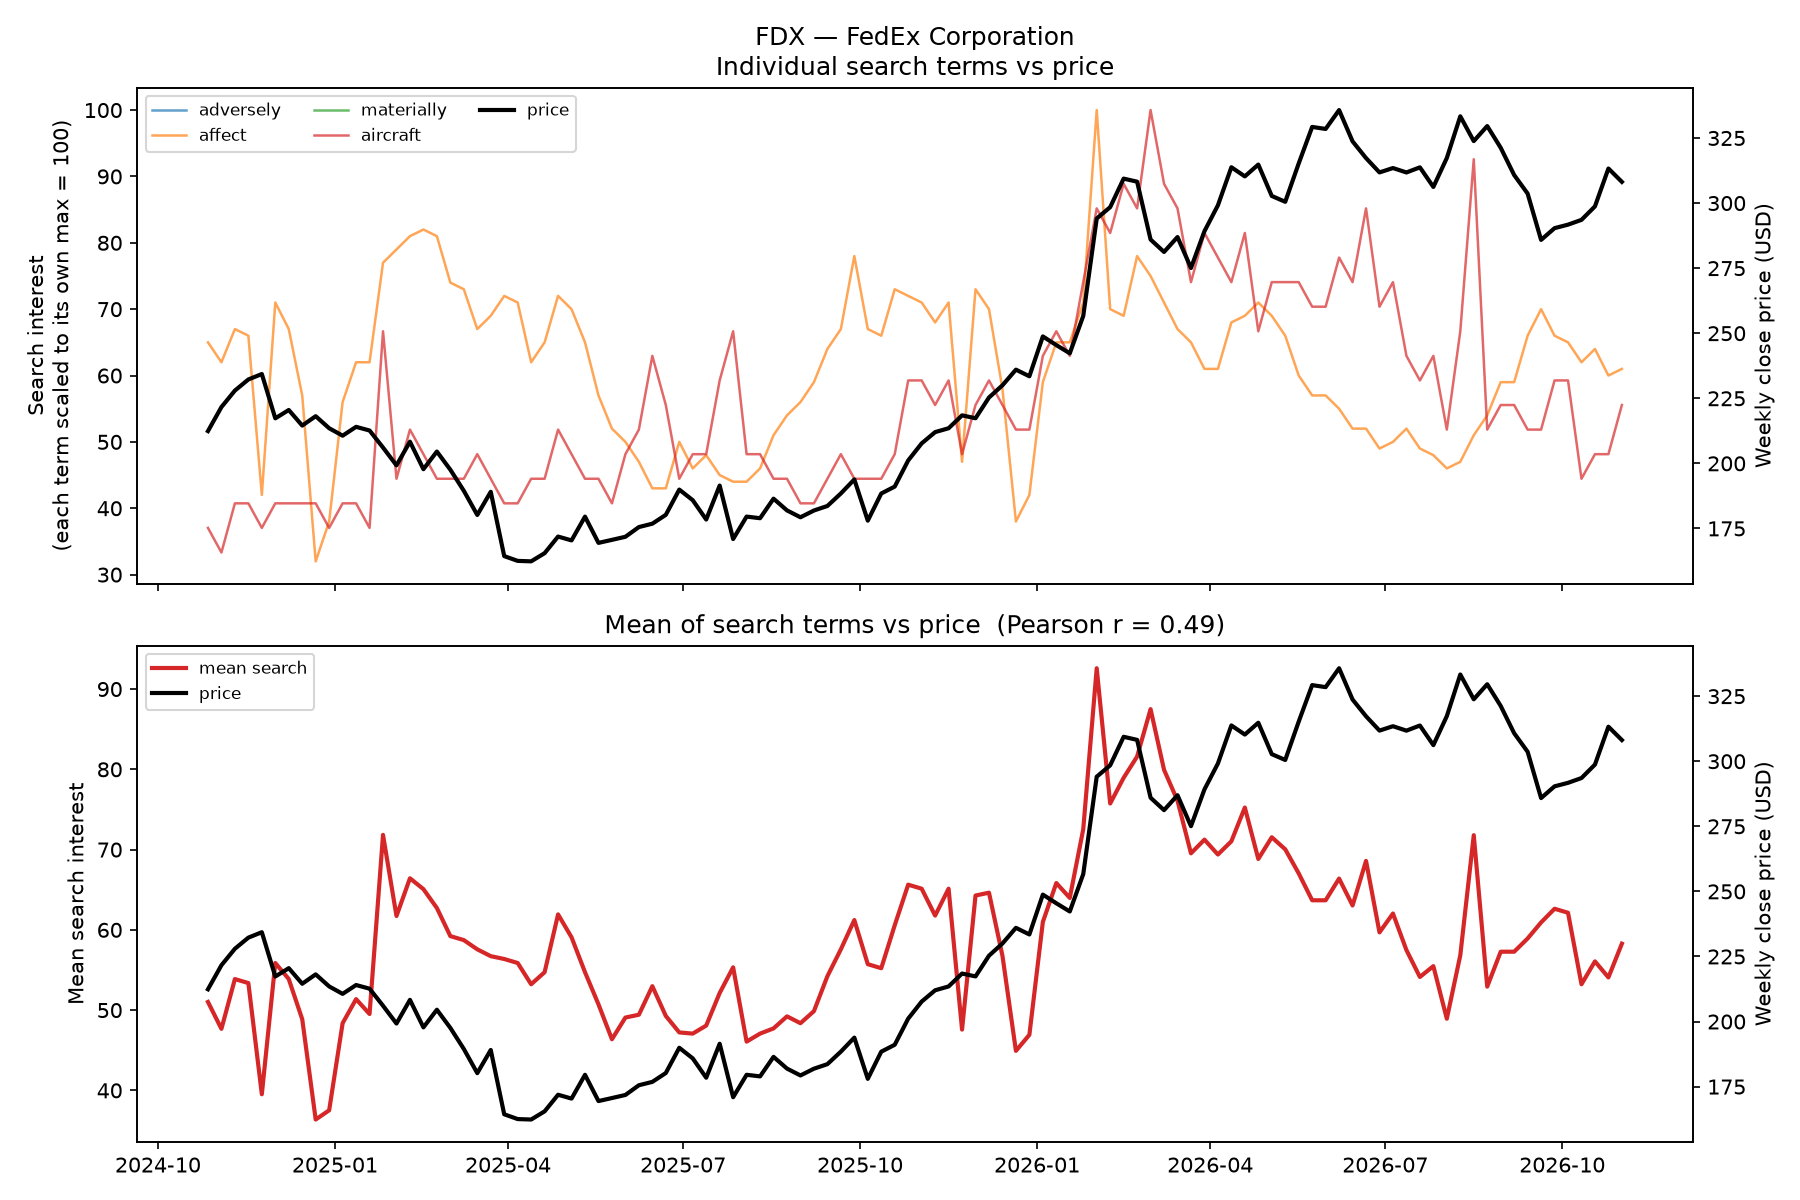 FDX — FedEx Corporation
Individual search terms vs price
adversely
affect
materially
aircraft
price
100
90
80
70
60
50
40
30
Search interest
(each term scaled to its own max = 100)
325
300
275
250
225
200
175
Weekly close price (USD)
Mean of search terms vs price  (Pearson r = 0.49)
mean search
price
90
80
70
60
50
40
Mean search interest
325
300
275
250
225
200
175
Weekly close price (USD)
2024-10 2025-01 2025-04 2025-07 2025-10 2026-01 2026-04 2026-07 2026-10